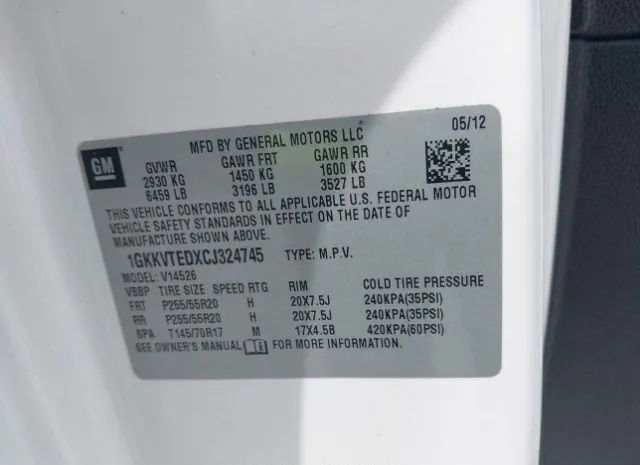 MFD BY GENERAL MOTORS LLC 05/12
GM
GVWR GAWR FRT GAWR RR
2930 KG 1450 KG 1600 KG
6459 LB 3196 LB 3527 LB
THIS VEHICLE CONFORMS TO ALL APPLICABLE U.S. FEDERAL MOTOR
VEHICLE SAFETY STANDARDS IN EFFECT ON THE DATE OF
MANUFACTURE SHOWN ABOVE.
1GKKVTEDXCJ324745 TYPE: M.P.V.
MODEL: V14526
VBBP TIRE SIZE SPEED RTG RIM COLD TIRE PRESSURE
FRT P255/55R20 H 20X7.5J 240KPA(35PSI)
RR P255/55R20 H 20X7.5J 240KPA(35PSI)
SPA T145/70R17 M 17X4.5B 420KPA(60PSI)
SEE OWNER'S MANUAL FOR MORE INFORMATION.